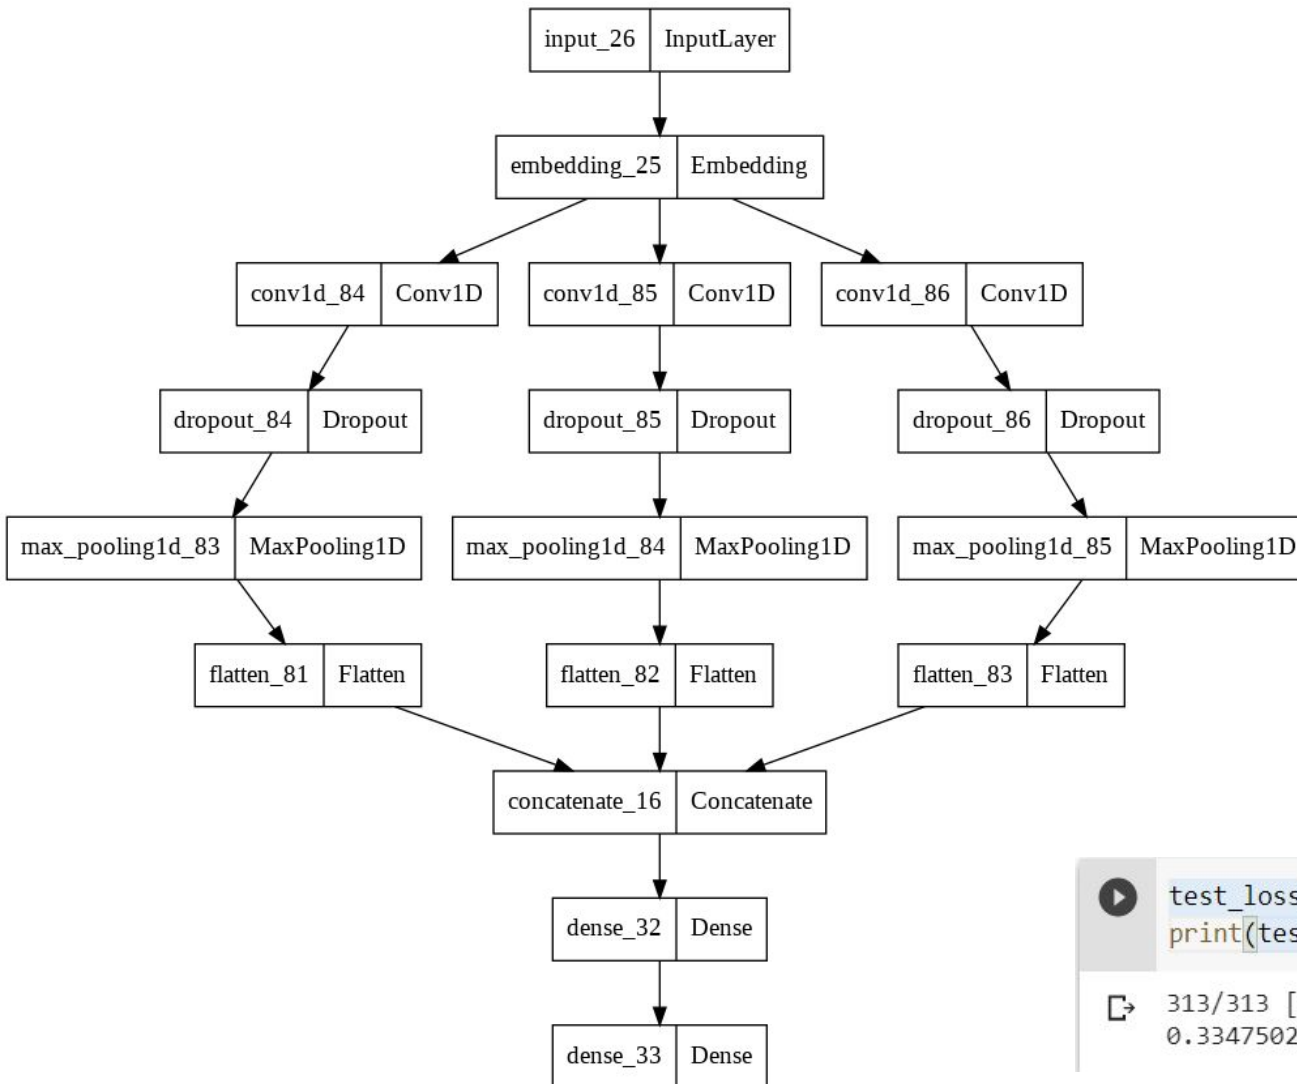 input_26 InputLayer
embedding_25 Embedding
conv1d_84 Conv1D conv1d_85 Conv1D conv1d_86 Conv1D
dropout_84 Dropout dropout_85 Dropout dropout_86 Dropout
max_pooling1d_83 MaxPooling1D max_pooling1d_84 MaxPooling1D max_pooling1d_85 MaxPooling1D
flatten_81 Flatten flatten_82 Flatten flatten_83 Flatten
concatenate_16 Concatenate
dense_32 Dense
dense_33 Dense
test_loss
print(tes
313/313 [
0.3347502